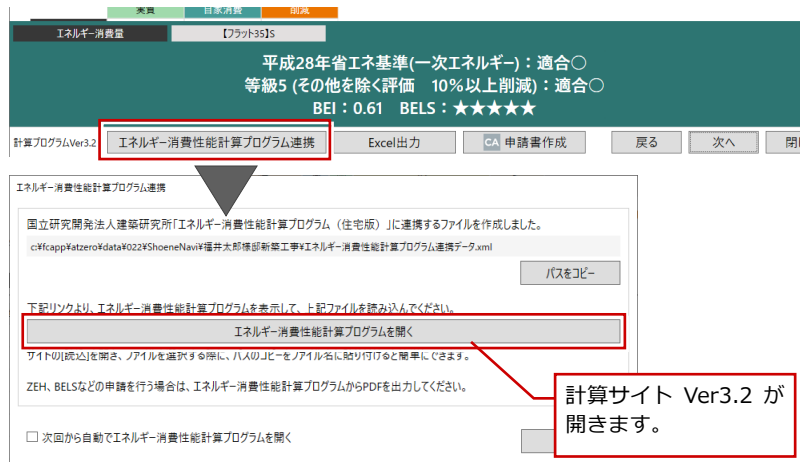 実質 自家消費 削減
エネルギー消費量 【フラット35】S
平成28年省エネ基準(一次エネルギー)：適合○
等級5 (その他を除く評価　10%以上削減)：適合○
BEI：0.61　BELS：★★★★★
計算プログラムVer3.2 エネルギー消費性能計算プログラム連携 Excel出力 CA 申請書作成 戻る 次へ 閉
エネルギー消費性能計算プログラム連携
国立研究開発法人建築研究所「エネルギー消費性能計算プログラム（住宅版）」に連携するファイルを作成しました。
c:¥fcapp¥atzero¥data¥022¥ShoeneNavi¥福井太郎様邸新築工事¥エネルギー消費性能計算プログラム連携データ.xml
パスをコピー
下記リンクより、エネルギー消費性能計算プログラムを表示して、上記ファイルを読み込んでください。
エネルギー消費性能計算プログラムを開く
サイトの[読込]を開き、ファイルを選択する際に、パスのコピーをファイル名に貼り付けると簡単にできます。
ZEH、BELSなどの申請を行う場合は、エネルギー消費性能計算プログラムからPDFを出力してください。
計算サイト Ver3.2 が
開きます。
次回から自動でエネルギー消費性能計算プログラムを開く